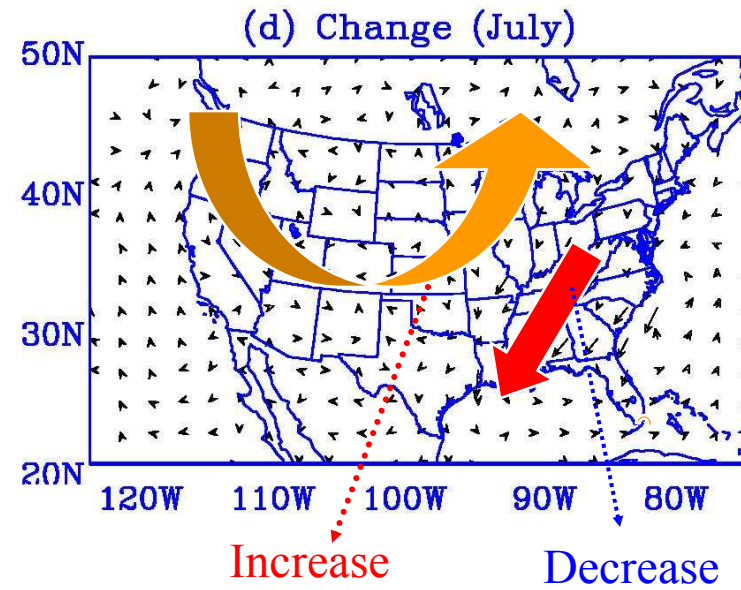 (d) Change (July)
50N
40N
30N
20N
120W 110W 100W 90W 80W
Increase
Decrease